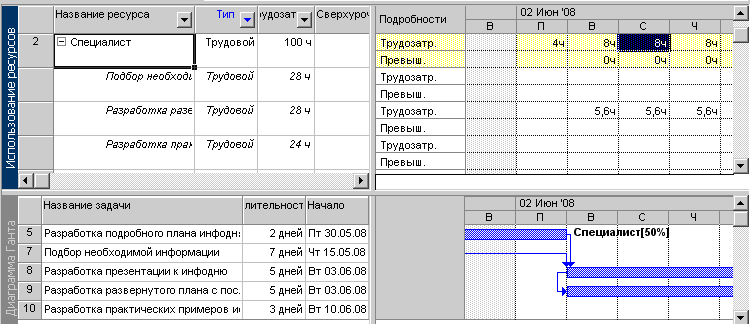 Использование ресурсов
Название ресурса Тип рудозат Сверхуроч
2 Специалист Трудовой 100 ч
Подбор необходи Трудовой 28 ч
Разработка разе Трудовой 28 ч
Разработка прак Трудовой 24 ч
Подробности 02 Июн '08
В П В С Ч
Трудозатр. 4ч 8ч 8ч 8ч
Превыш. 0ч 0ч 0ч
Трудозатр.
Превыш.
Трудозатр. 5,6ч 5,6ч 5,6ч
Превыш.
Трудозатр.
Превыш.
Диаграмма Ганта
Название задачи лительност Начало
5 Разработка подробного плана инфодн 2 дней Пт 30.05.08
7 Подбор необходимой информации 7 дней Чт 15.05.08
8 Разработка презентации к инфодню 5 дней Вт 03.06.08
9 Разработка развернутого плана с пос. 5 дней Вт 03.06.08
10 Разработка практических примеров и 3 дней Вт 10.06.08
02 Июн '08
В П В С Ч
Специалист[50%]